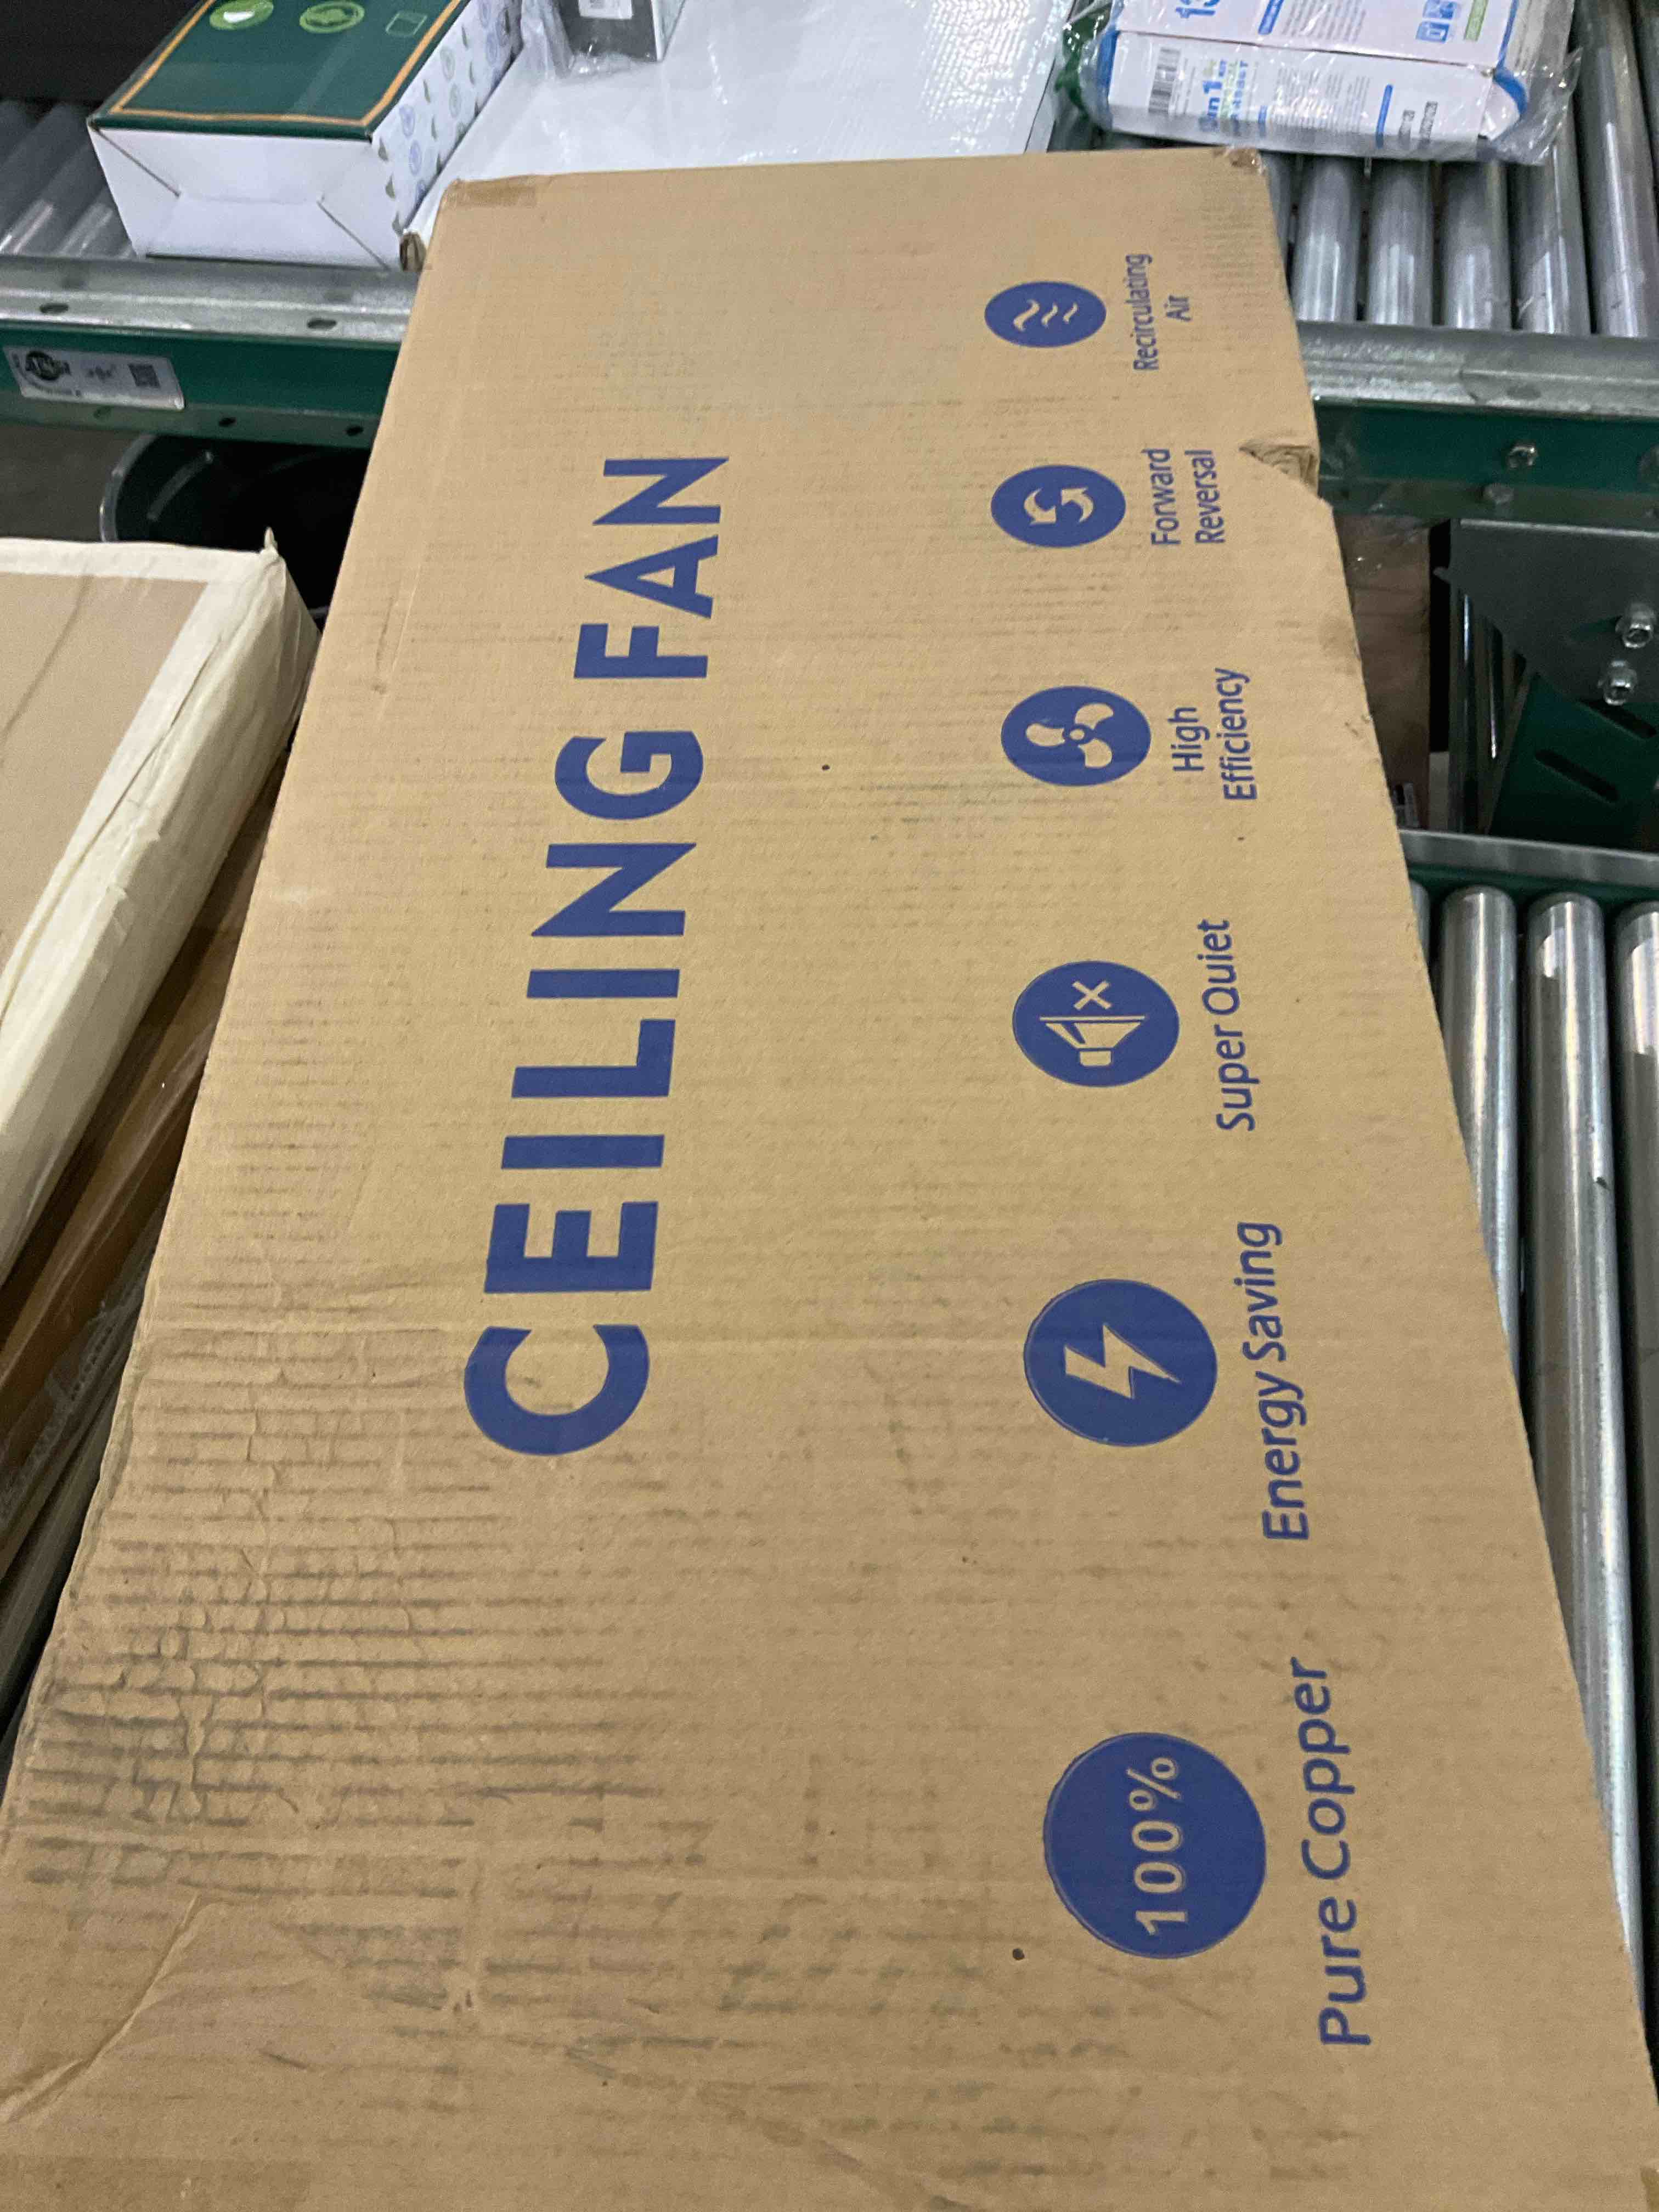 CEILING FAN
100%
Pure Copper
Energy Saving
Super Quiet
High
Efficiency
Forward
Reversal
Recirculating
Air